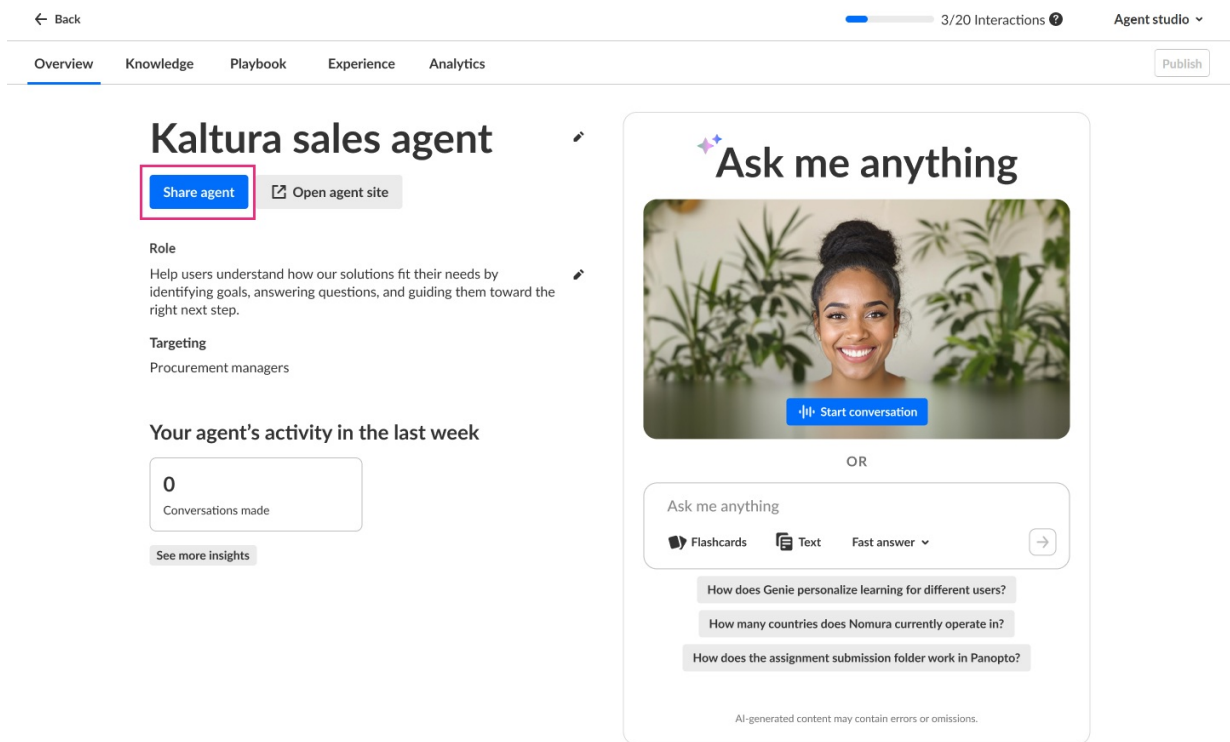 Back
3/20 Interactions ?
Agent studio
Overview
Knowledge
Playbook
Experience
Analytics
Publish
Kaltura sales agent
Share agent
Open agent site
Role
Help users understand how our solutions fit their needs by
identifying goals, answering questions, and guiding them toward the
right next step.
Targeting
Procurement managers
Your agent’s activity in the last week
0
Conversations made
See more insights
Ask me anything
Start conversation
OR
Ask me anything
Flashcards
Text
Fast answer
How does Genie personalize learning for different users?
How many countries does Nomura currently operate in?
How does the assignment submission folder work in Panopto?
AI-generated content may contain errors or omissions.